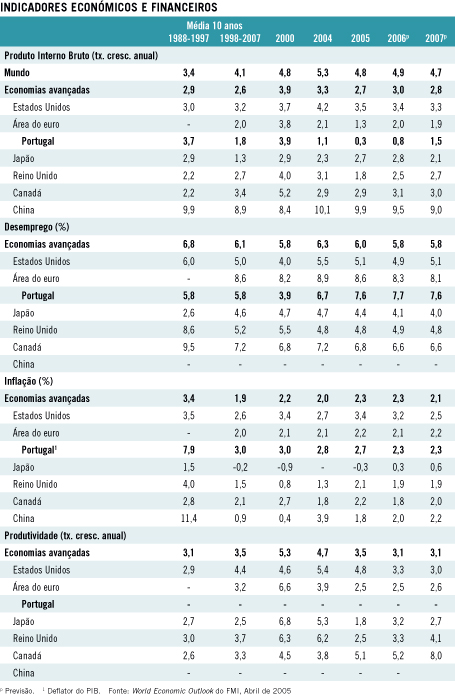 INDICADORES ECONÓMICOS E FINANCEIROS
Média 10 anos
1988-1997 1998-2007 2000 2004 2005 2006ᵖ 2007ᵖ
Produto Interno Bruto (tx. cresc. anual)
Mundo 3,4 4,1 4,8 5,3 4,8 4,9 4,7
Economias avançadas 2,9 2,6 3,9 3,3 2,7 3,0 2,8
Estados Unidos 3,0 3,2 3,7 4,2 3,5 3,4 3,3
Área do euro - 2,0 3,8 2,1 1,3 2,0 1,9
Portugal 3,7 1,8 3,9 1,1 0,3 0,8 1,5
Japão 2,9 1,3 2,9 2,3 2,7 2,8 2,1
Reino Unido 2,2 2,7 4,0 3,1 1,8 2,5 2,7
Canadá 2,2 3,4 5,2 2,9 2,9 3,1 3,0
China 9,9 8,9 8,4 10,1 9,9 9,5 9,0
Desemprego (%)
Economias avançadas 6,8 6,1 5,8 6,3 6,0 5,8 5,8
Estados Unidos 6,0 5,0 4,0 5,5 5,1 4,9 5,1
Área do euro - 8,6 8,2 8,9 8,6 8,3 8,1
Portugal 5,8 5,8 3,9 6,7 7,6 7,7 7,6
Japão 2,6 4,6 4,7 4,7 4,4 4,1 4,0
Reino Unido 8,6 5,2 5,5 4,8 4,8 4,9 4,8
Canadá 9,5 7,2 6,8 7,2 6,8 6,6 6,6
China - - - - - - -
Inflação (%)
Economias avançadas 3,4 1,9 2,2 2,0 2,3 2,3 2,1
Estados Unidos 3,5 2,6 3,4 2,7 3,4 3,2 2,5
Área do euro - 2,0 2,1 2,1 2,2 2,1 2,2
Portugal¹ 7,9 3,0 3,0 2,8 2,7 2,3 2,3
Japão 1,5 -0,2 -0,9 - -0,3 0,3 0,6
Reino Unido 4,0 1,5 0,8 1,3 2,1 1,9 1,9
Canadá 2,8 2,1 2,7 1,8 2,2 1,8 2,0
China 11,4 0,9 0,4 3,9 1,8 2,0 2,2
Produtividade (tx. cresc. anual)
Economias avançadas 3,1 3,5 5,3 4,7 3,5 3,1 3,1
Estados Unidos 2,9 4,4 4,6 5,4 4,8 3,3 3,0
Área do euro - 3,2 6,6 3,9 2,5 2,5 2,6
Portugal - - - - - - -
Japão 2,7 2,5 6,8 5,3 1,8 3,2 2,7
Reino Unido 3,0 3,7 6,3 6,2 2,5 3,3 4,1
Canadá 2,6 3,3 4,5 3,8 5,1 5,2 8,0
China - - - - - - -
ᵖ Previsão. ¹ Deflator do PIB. Fonte: World Economic Outlook do FMI, Abril de 2005